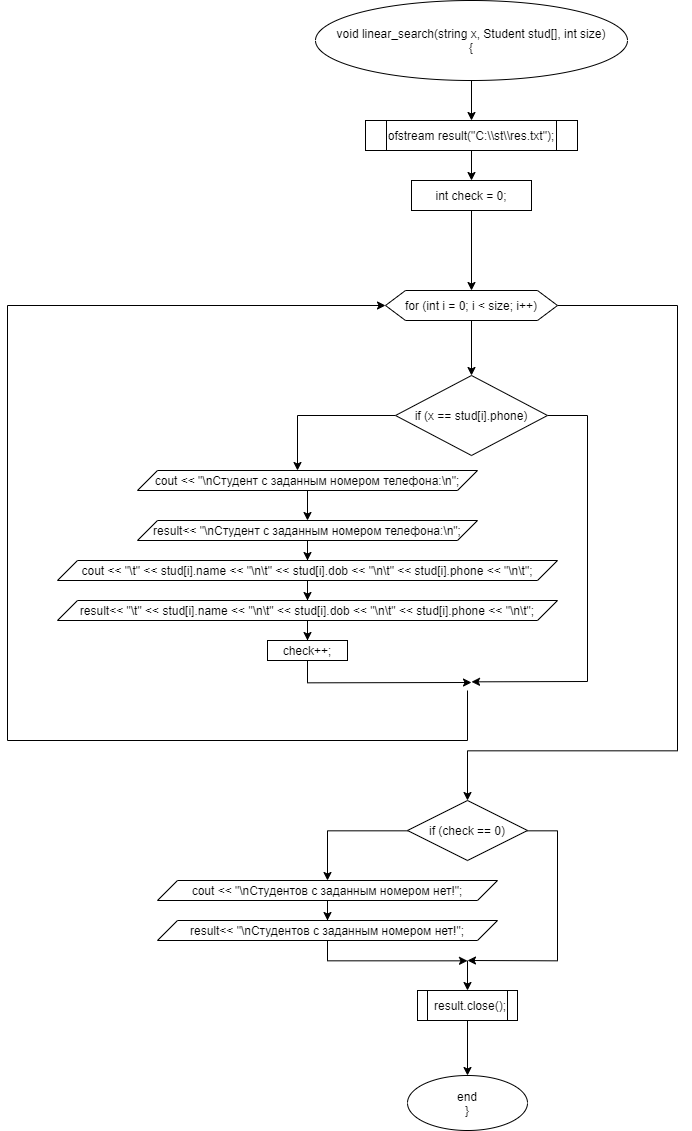 void linear_search(string x, Student stud[], int size)
{
ofstream result("C:\\st\\res.txt");
int check = 0;
for (int i = 0; i < size; i++)
if (x == stud[i].phone)
cout << "\nСтудент с заданным номером телефона:\n";
result<< "\nСтудент с заданным номером телефона:\n";
cout << "\t" << stud[i].name << "\n\t" << stud[i].dob << "\n\t" << stud[i].phone << "\n\t";
result<< "\t" << stud[i].name << "\n\t" << stud[i].dob << "\n\t" << stud[i].phone << "\n\t";
check++;
if (check == 0)
cout << "\nСтудентов с заданным номером нет!";
result<< "\nСтудентов с заданным номером нет!";
result.close();
end
}